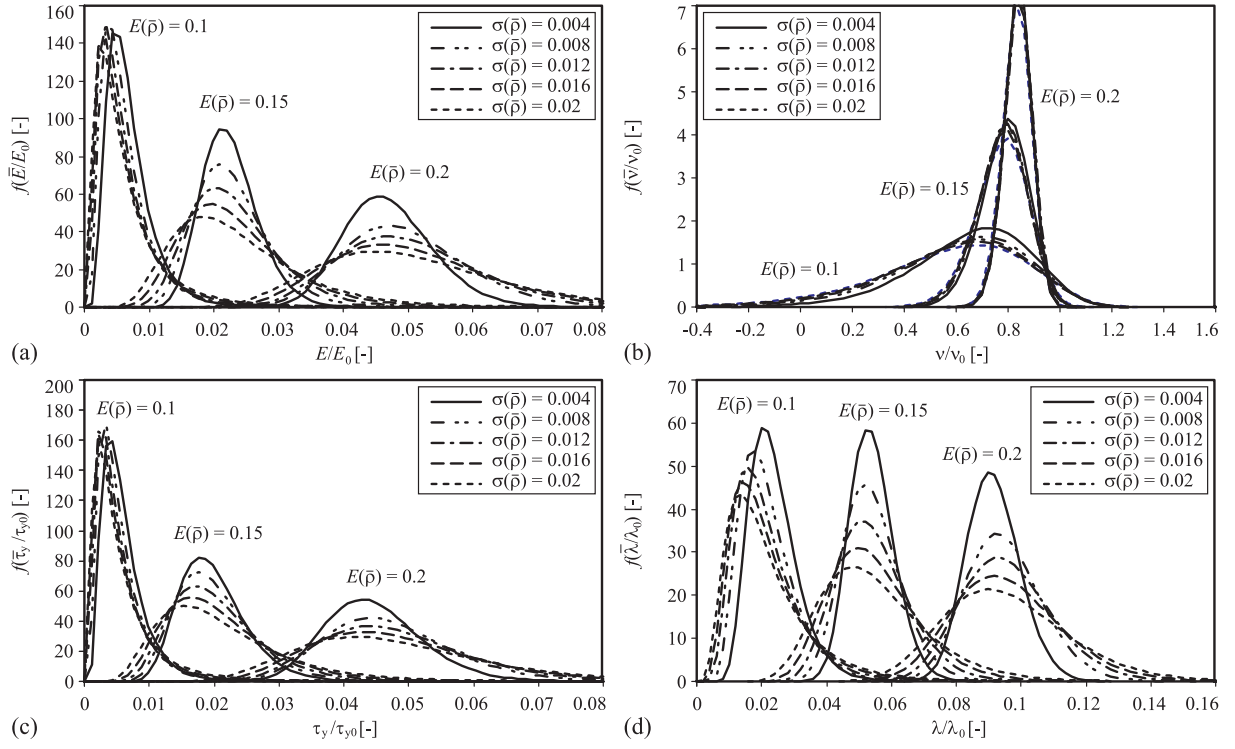 160
140
120
100
80
60
40
20
0
f(Ē/E₀) [-]
E(ρ̄) = 0.1
E(ρ̄) = 0.15
E(ρ̄) = 0.2
σ(ρ̄) = 0.004
σ(ρ̄) = 0.008
σ(ρ̄) = 0.012
σ(ρ̄) = 0.016
σ(ρ̄) = 0.02
0 0.01 0.02 0.03 0.04 0.05 0.06 0.07 0.08
(a)
E/E₀ [-]
7
6
5
4
3
2
1
0
f(ν̄/ν₀) [-]
σ(ρ̄) = 0.004
σ(ρ̄) = 0.008
σ(ρ̄) = 0.012
σ(ρ̄) = 0.016
σ(ρ̄) = 0.02
E(ρ̄) = 0.2
E(ρ̄) = 0.15
E(ρ̄) = 0.1
-0.4 0 0.2 0.6 0.8 1.2 1.4 1.6
(b)
ν/ν₀ [-]
200
180
160
140
120
100
80
60
40
20
0
f(τ̄y/τy0) [-]
E(ρ̄) = 0.1
E(ρ̄) = 0.15
E(ρ̄) = 0.2
σ(ρ̄) = 0.004
σ(ρ̄) = 0.008
σ(ρ̄) = 0.012
σ(ρ̄) = 0.016
σ(ρ̄) = 0.02
0 0.01 0.02 0.03 0.04 0.05 0.06 0.07 0.08
(c)
τy/τy0 [-]
70
60
50
40
30
20
10
0
f(λ̄/λ₀) [-]
E(ρ̄) = 0.1
E(ρ̄) = 0.15
E(ρ̄) = 0.2
σ(ρ̄) = 0.004
σ(ρ̄) = 0.008
σ(ρ̄) = 0.012
σ(ρ̄) = 0.016
σ(ρ̄) = 0.02
0 0.02 0.04 0.06 0.08 0.1 0.12 0.14 0.16
(d)
λ/λ₀ [-]